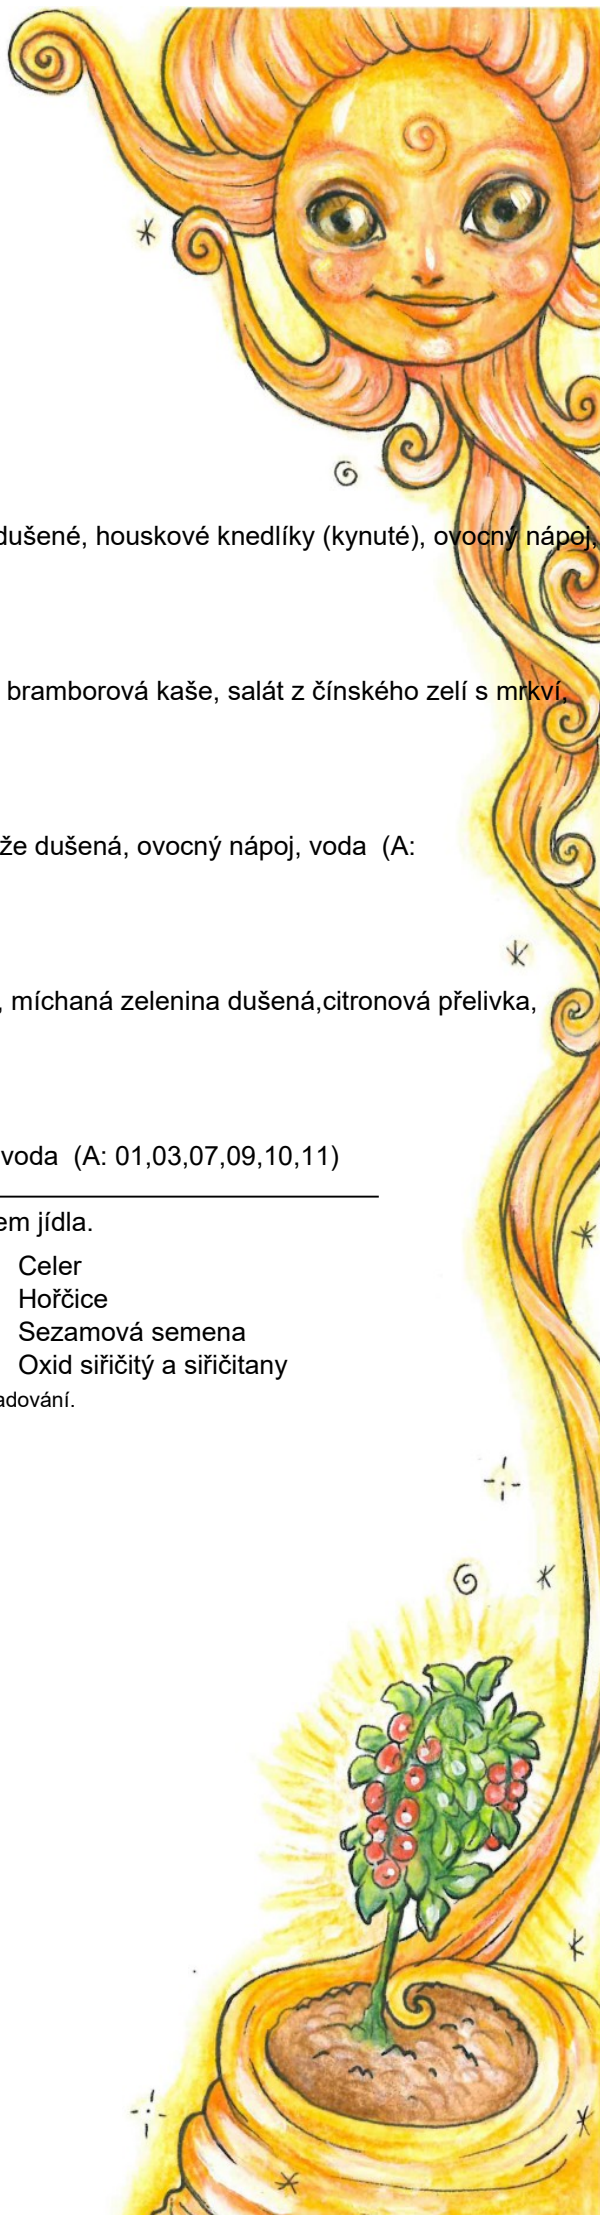 dušené, houskové knedlíky (kynuté), ovocný nápoj,
bramborová kaše, salát z čínského zelí s mrkví,
že dušená, ovocný nápoj, voda (A:
, míchaná zelenina dušená,citronová přelivka,
voda (A: 01,03,07,09,10,11)
em jídla.
Celer
Hořčice
Sezamová semena
Oxid siřičitý a siřičitany
adování.